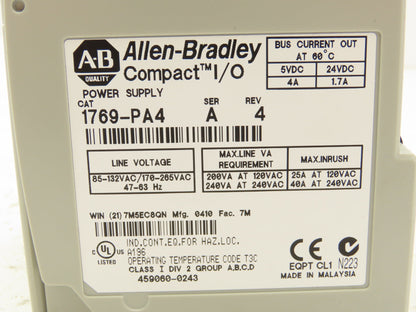 A-B Allen-Bradley
QUALITY Compact™ I/O
POWER SUPPLY
CAT SER REV
1769-PA4 A 4
BUS CURRENT OUT
AT 60°C
5VDC 24VDC
4A 1.7A
LINE VOLTAGE
85-132VAC/170-265VAC
47-63 Hz
MAX.LINE VA
REQUIREMENT
200VA AT 120VAC
240VA AT 240VAC
MAX.INRUSH
25A AT 120VAC
40A AT 240VAC
WIN (21) 7M5EC8QN Mfg. 0410 Fac. 7M
IND.CONT.EQ.FOR HAZ.LOC.
A196
OPERATING TEMPERATURE CODE T3C
CLASS I DIV 2 GROUP A,B,C,D
459060-0243
C UL US
LISTED
CE
N223
EQPT CL1
MADE IN MALAYSIA